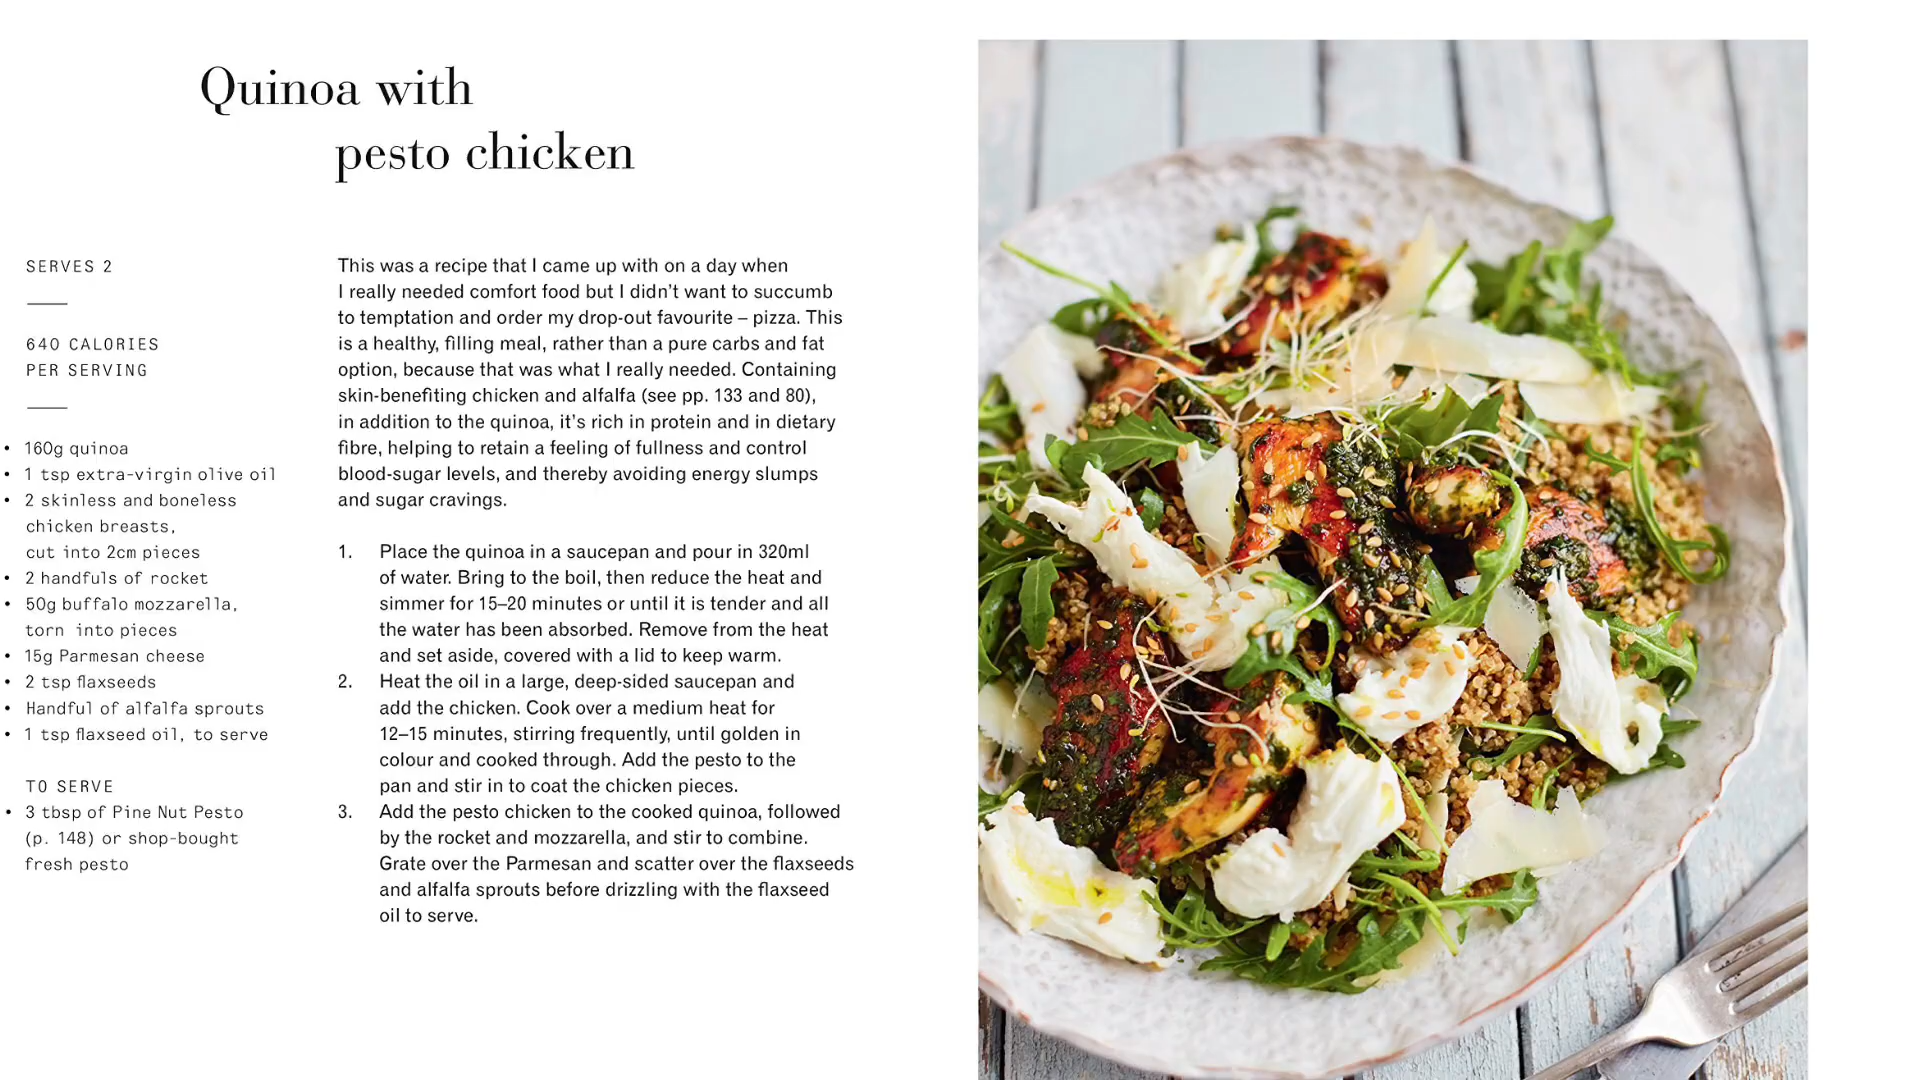 Quinoa with
pesto chicken
SERVES 2
640 CALORIES
PER SERVING
• 160g quinoa
• 1 tsp extra-virgin olive oil
• 2 skinless and boneless
chicken breasts,
cut into 2cm pieces
• 2 handfuls of rocket
• 50g buffalo mozzarella,
torn into pieces
• 15g Parmesan cheese
• 2 tsp flaxseeds
• Handful of alfalfa sprouts
• 1 tsp flaxseed oil, to serve
TO SERVE
• 3 tbsp of Pine Nut Pesto
(p. 148) or shop-bought
fresh pesto
This was a recipe that I came up with on a day when
I really needed comfort food but I didn't want to succumb
to temptation and order my drop-out favourite – pizza. This
is a healthy, filling meal, rather than a pure carbs and fat
option, because that was what I really needed. Containing
skin-benefiting chicken and alfalfa (see pp. 133 and 80),
in addition to the quinoa, it's rich in protein and in dietary
fibre, helping to retain a feeling of fullness and control
blood-sugar levels, and thereby avoiding energy slumps
and sugar cravings.
1. Place the quinoa in a saucepan and pour in 320ml
of water. Bring to the boil, then reduce the heat and
simmer for 15–20 minutes or until it is tender and all
the water has been absorbed. Remove from the heat
and set aside, covered with a lid to keep warm.
2. Heat the oil in a large, deep-sided saucepan and
add the chicken. Cook over a medium heat for
12–15 minutes, stirring frequently, until golden in
colour and cooked through. Add the pesto to the
pan and stir in to coat the chicken pieces.
3. Add the pesto chicken to the cooked quinoa, followed
by the rocket and mozzarella, and stir to combine.
Grate over the Parmesan and scatter over the flaxseeds
and alfalfa sprouts before drizzling with the flaxseed
oil to serve.